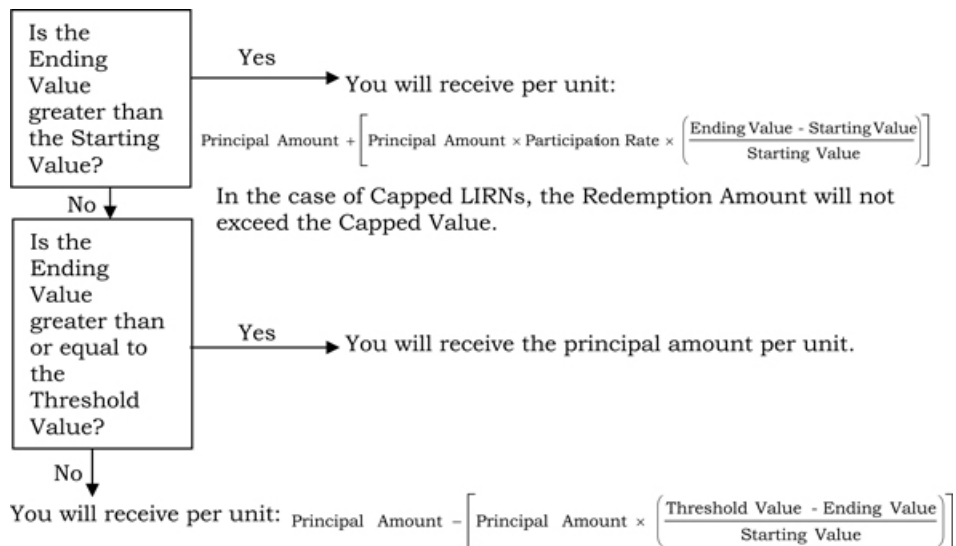 Is the
Ending
Value
greater than
the Starting
Value?
Yes
You will receive per unit:
Principal Amount + [Principal Amount × Participation Rate × (Ending Value - Starting Value / Starting Value)]
In the case of Capped LIRNs, the Redemption Amount will not
exceed the Capped Value.
No
Is the
Ending
Value
greater than
or equal to
the
Threshold
Value?
Yes
You will receive the principal amount per unit.
No
You will receive per unit: Principal Amount – [Principal Amount × (Threshold Value - Ending Value / Starting Value)]